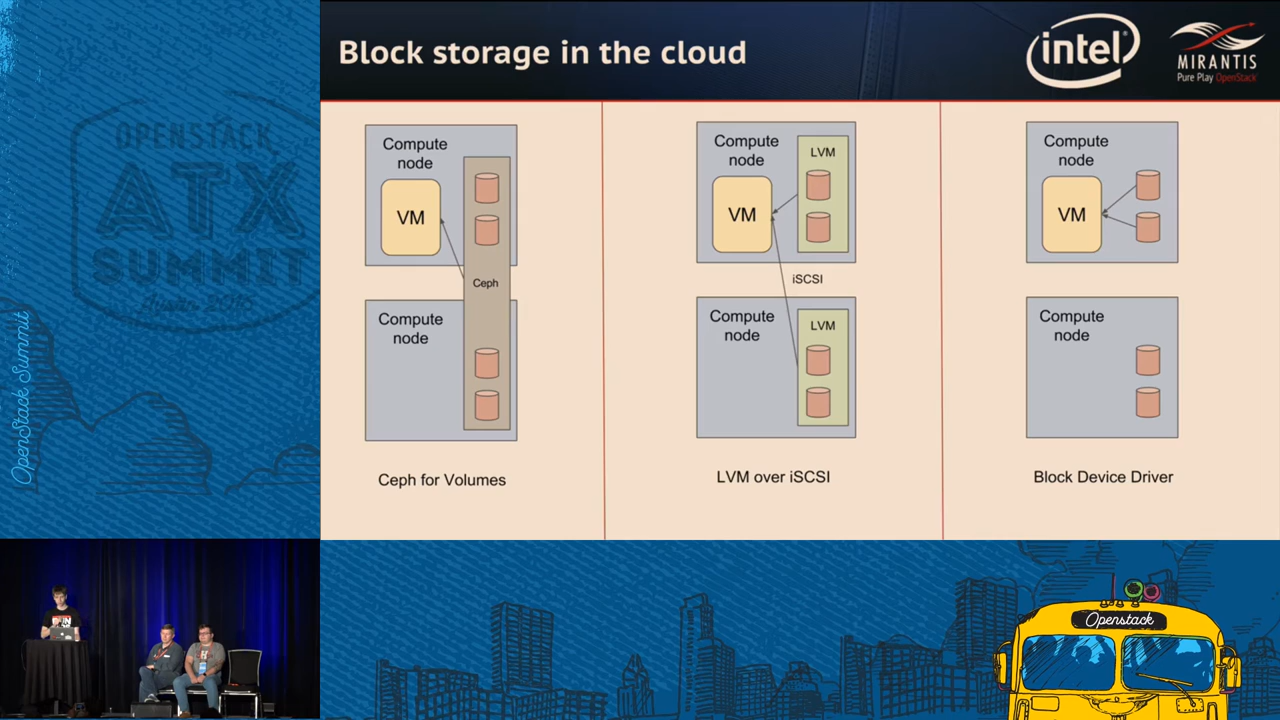 Block storage in the cloud
intel
MIRANTIS
Pure Play OpenStack
OPENSTACK
ATX
SUMMIT
Austin 2016
OpenStack Summit
Compute
node
VM
Ceph
Compute
node
Ceph for Volumes
Compute
node
LVM
VM
iSCSI
Compute
node
LVM
LVM over iSCSI
Compute
node
VM
Compute
node
Block Device Driver
Openstack